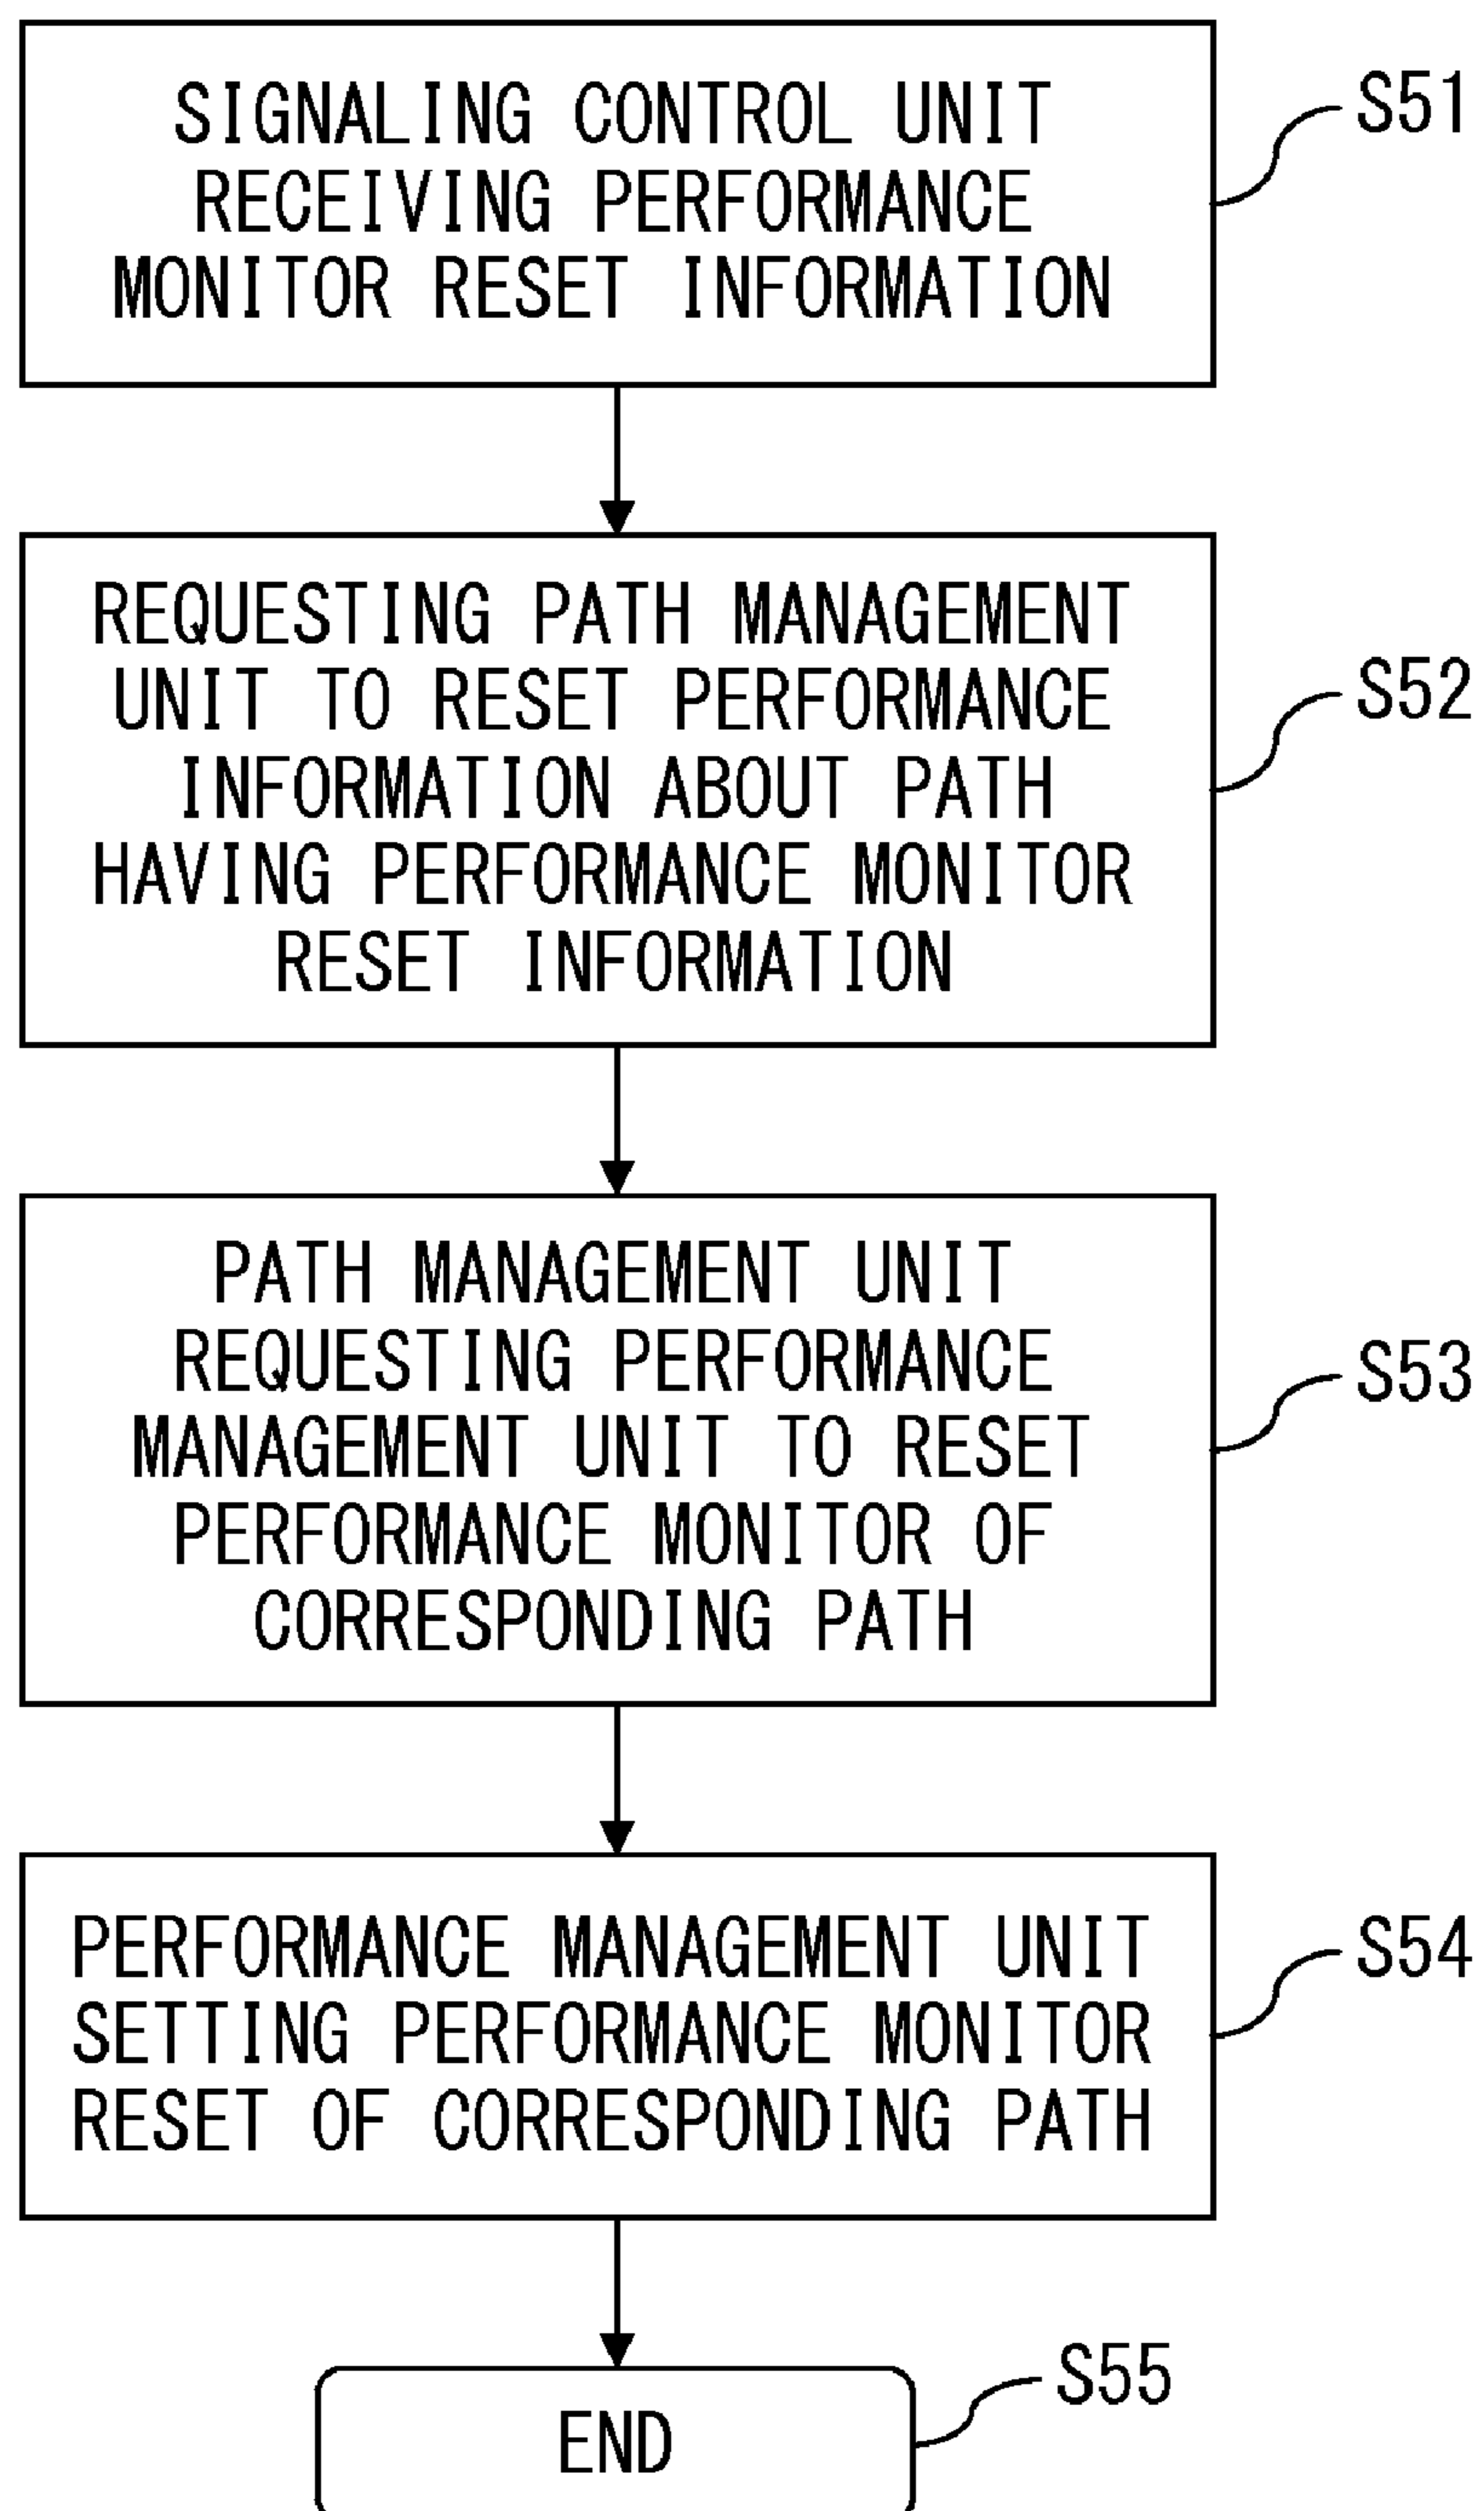 SIGNALING CONTROL UNIT
RECEIVING PERFORMANCE
MONITOR RESET INFORMATION
S51
REQUESTING PATH MANAGEMENT
UNIT TO RESET PERFORMANCE
INFORMATION ABOUT PATH
HAVING PERFORMANCE MONITOR
RESET INFORMATION
S52
PATH MANAGEMENT UNIT
REQUESTING PERFORMANCE
MANAGEMENT UNIT TO RESET
PERFORMANCE MONITOR OF
CORRESPONDING PATH
S53
PERFORMANCE MANAGEMENT UNIT
SETTING PERFORMANCE MONITOR
RESET OF CORRESPONDING PATH
S54
END
S55